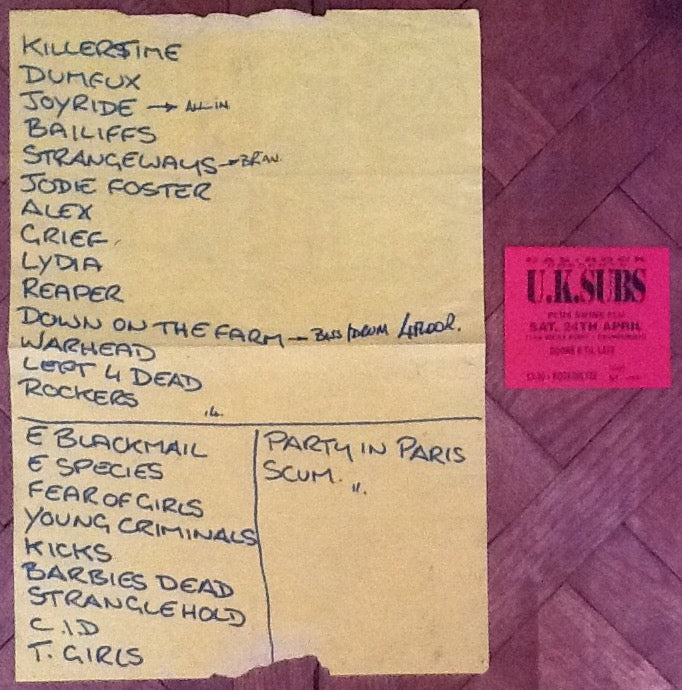 KILLERSTIME
DUMFUX
JOYRIDE → ALL IN
BAILIFFS
STRANGEWAYS → BRAN.
JODIE FOSTER
ALEX
GRIEF
LYDIA
REAPER
DOWN ON THE FARM → BASS/DRUM 4 FLOOR.
WARHEAD
LEFT 4 DEAD
ROCKERS
14.
E BLACKMAIL
E SPECIES
FEAR OF GIRLS
YOUNG CRIMINALS
KICKS
BARBIES DEAD
STRANGLEHOLD
C.I.D
T. GIRLS
PARTY IN PARIS
SCUM.
11.
U.K.SUBS
SAT. 24TH APRIL